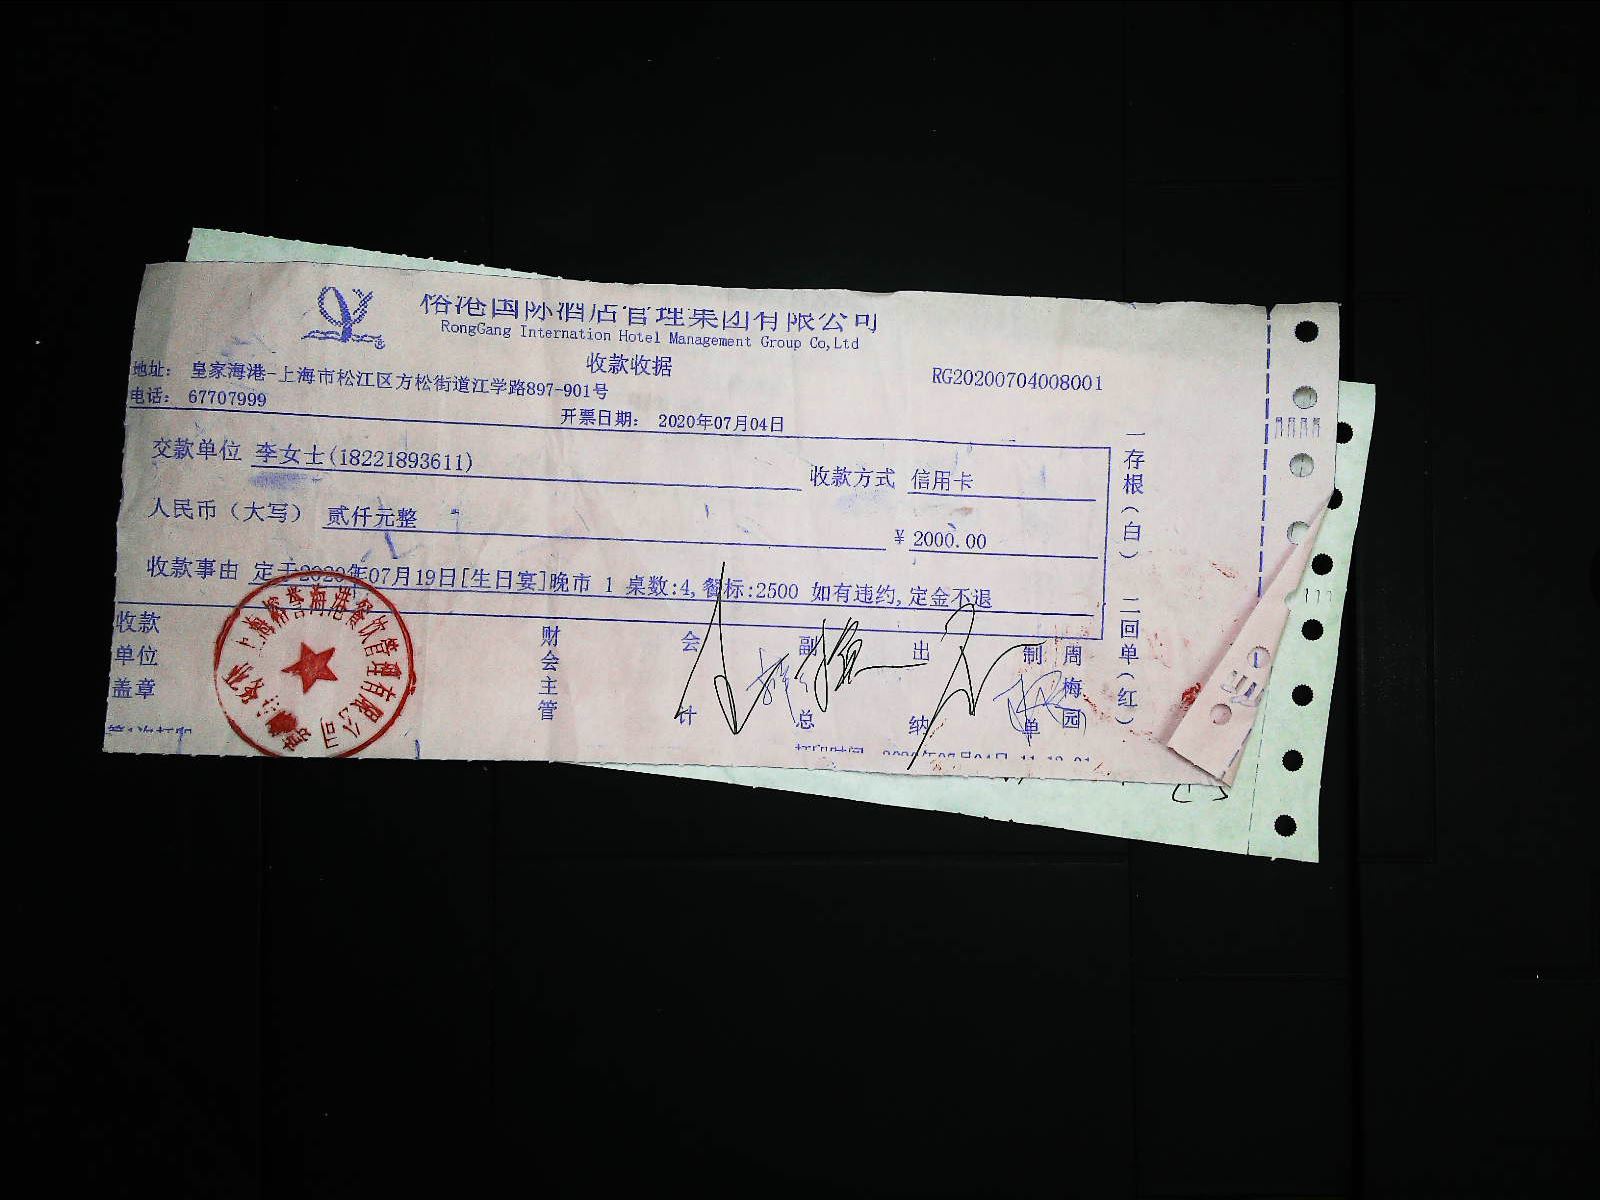 榕港国际酒店管理集团有限公司
RongGang Internation Hotel Management Group Co,Ltd
收款收据
地址： 皇家海港-上海市松江区方松街道江学路897-901号
RG20200704008001
电话： 67707999
开票日期： 2020年07月04日
交款单位 李女士(18221893611)
收款方式 信用卡
人民币（大写） 贰仟元整
￥ 2000.00
收款事由 定于2020年07月19日[生日宴]晚市 1 桌数:4,餐标:2500 如有违约,定金不退
收款单位盖章
财会主管
会计
副总
出纳
制单
周梅园
一存根（白） 二回单（红）